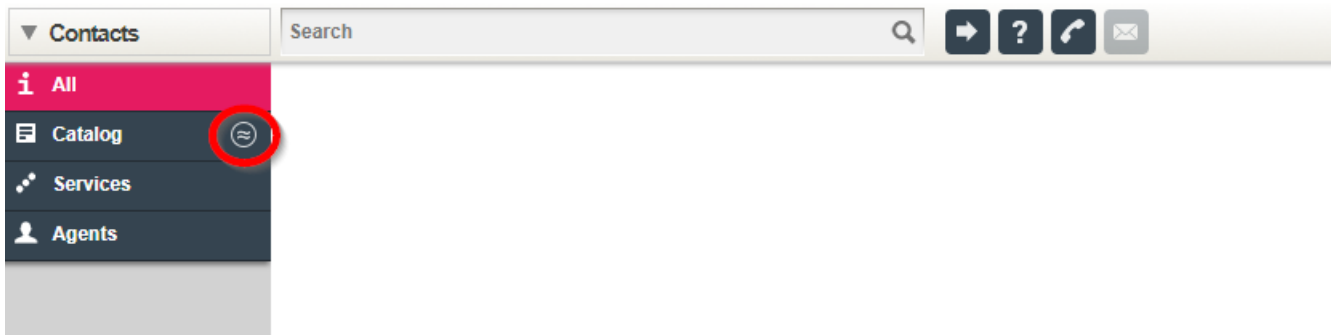 Contacts
Search
?
i All
Catalog
Services
Agents